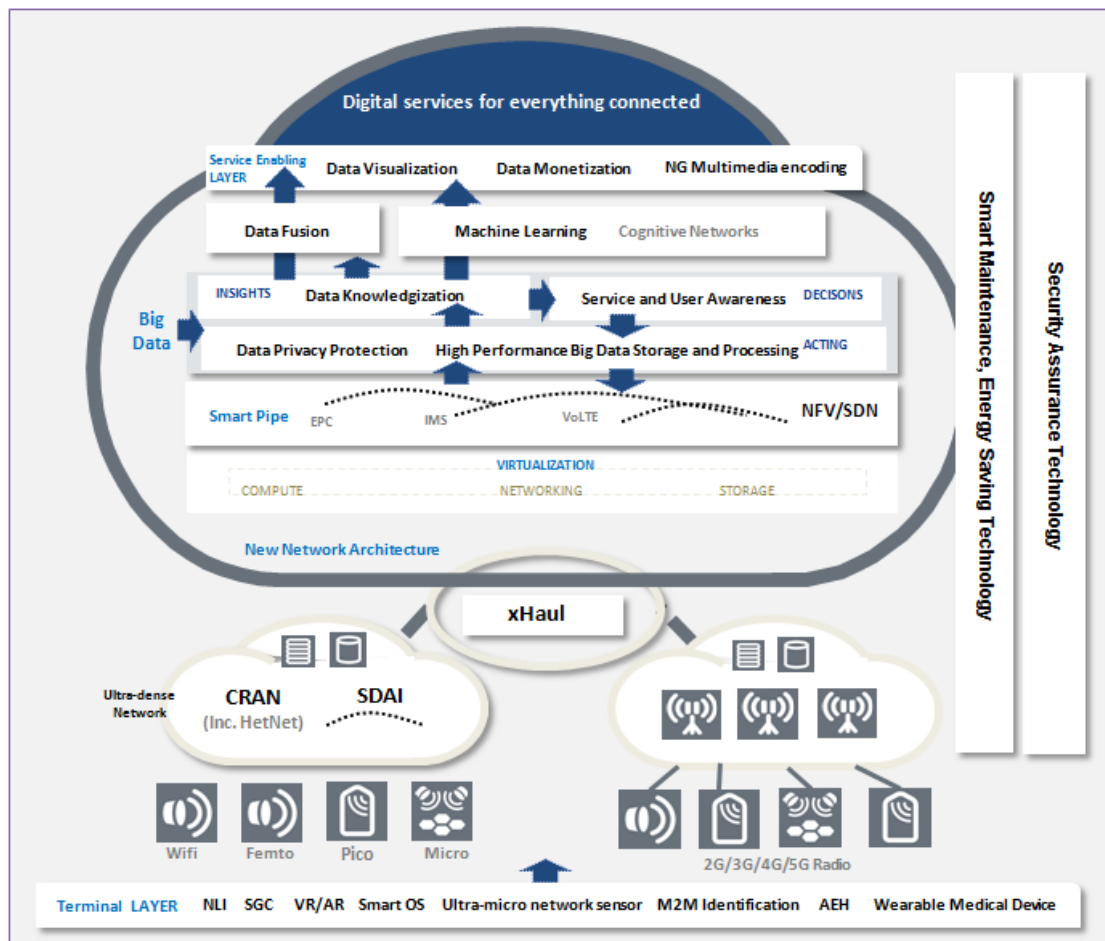 Digital services for everything connected
Service Enabling
LAYER
Data Visualization
Data Monetization
NG Multimedia encoding
Data Fusion
Machine Learning
Cognitive Networks
INSIGHTS
Data Knowledgization
Service and User Awareness
DECISONS
Big
Data
Data Privacy Protection
High Performance Big Data Storage and Processing
ACTING
Smart Pipe
EPC
IMS
VoLTE
NFV/SDN
VIRTUALIZATION
COMPUTE
NETWORKING
STORAGE
New Network Architecture
xHaul
Ultra-dense
Network
CRAN
(Inc. HetNet)
SDAI
Wifi
Femto
Pico
Micro
2G/3G/4G/5G Radio
Terminal LAYER
NLI
SGC
VR/AR
Smart OS
Ultra-micro network sensor
M2M Identification
AEH
Wearable Medical Device
Smart Maintenance, Energy Saving Technology
Security Assurance Technology